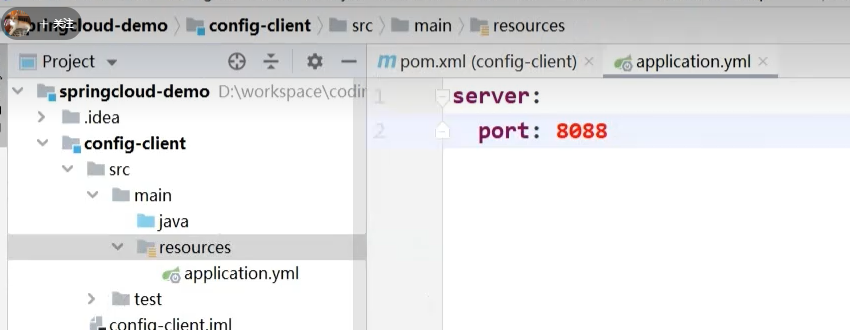 + 关注
springcloud-demo config-client src main resources
Project
pom.xml (config-client)
application.yml
springcloud-demo D:\workspace\codin
.idea
config-client
src
main
java
resources
application.yml
test
config-client.iml
1 server:
2 port: 8088